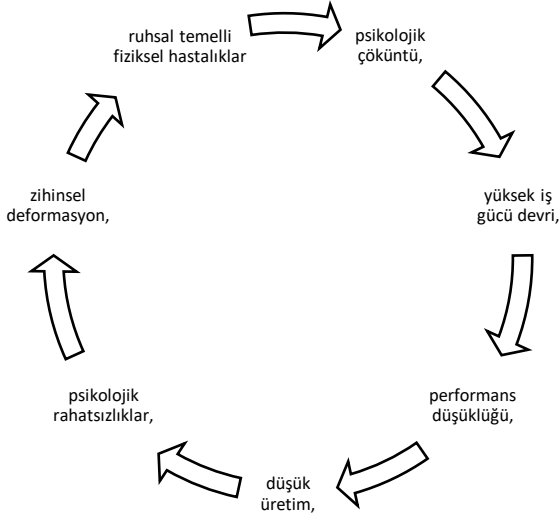 ruhsal temelli
fiziksel hastalıklar
psikolojik
çöküntü,
yüksek iş
gücü devri,
performans
düşüklüğü,
düşük
üretim,
psikolojik
rahatsızlıklar,
zihinsel
deformasyon,